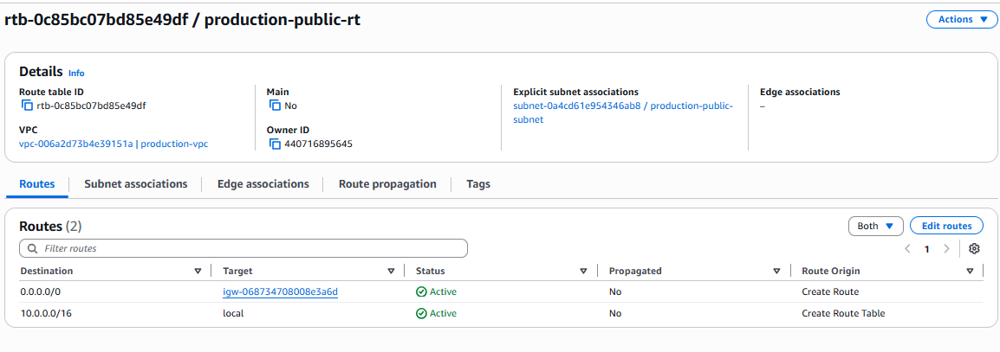 rtb-0c85bc07bd85e49df / production-public-rt
Actions
Details Info
Route table ID
rtb-0c85bc07bd85e49df
Main
No
Explicit subnet associations
subnet-0a4cd61e954346ab8 / production-public-
subnet
Edge associations
–
VPC
vpc-006a2d73b4e39151a | production-vpc
Owner ID
440716895645
Routes
Subnet associations
Edge associations
Route propagation
Tags
Routes (2)
Both
Edit routes
Filter routes
1
Destination Target Status Propagated Route Origin
0.0.0.0/0 igw-068734708008e3a6d Active No Create Route
10.0.0.0/16 local Active No Create Route Table